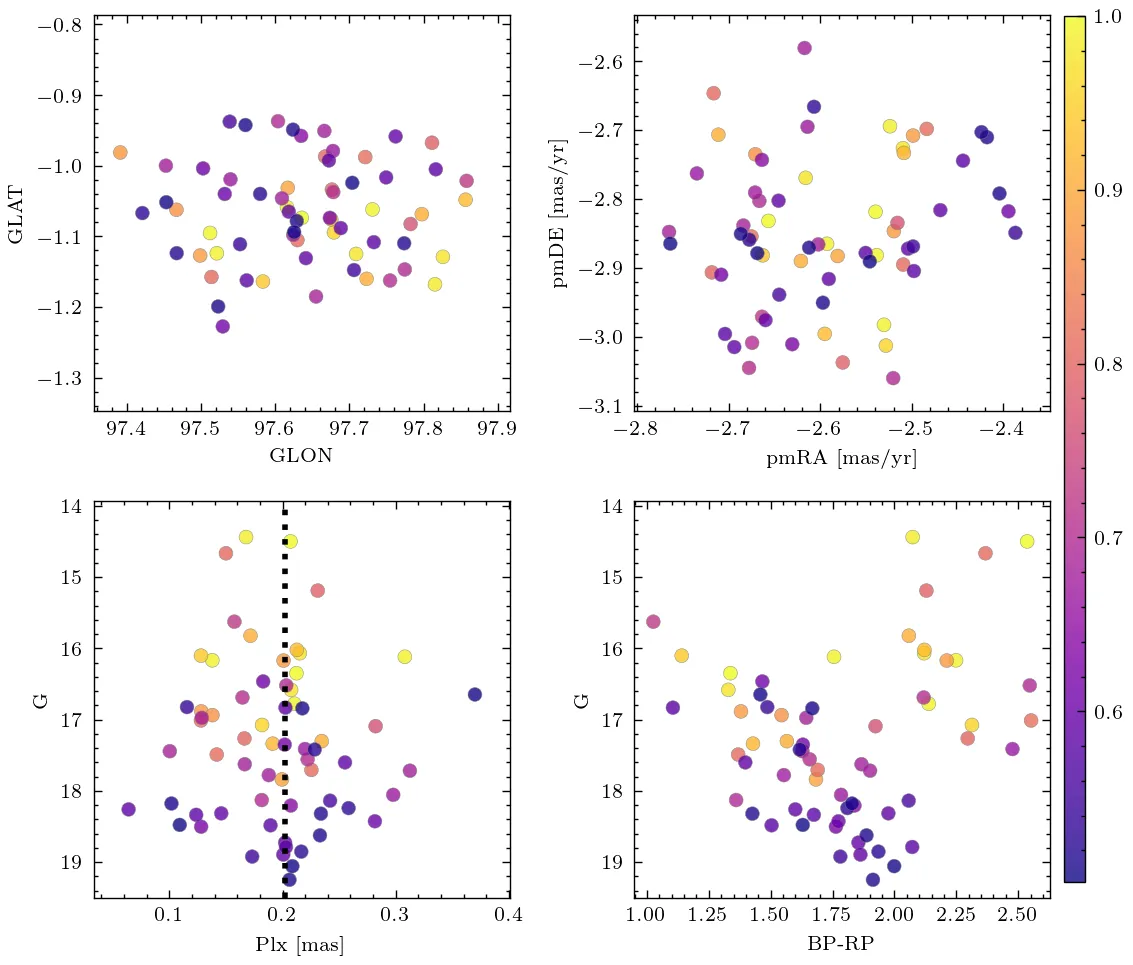 −0.8
−0.9
−1.0
−1.1
−1.2
−1.3
GLAT
97.4 97.5 97.6 97.7 97.8 97.9
GLON
−2.6
−2.7
−2.8
−2.9
−3.0
−3.1
pmDE [mas/yr]
−2.8 −2.7 −2.6 −2.5 −2.4
pmRA [mas/yr]
1.0
0.9
0.8
0.7
0.6
14
15
16
17
18
19
G
0.1 0.2 0.3 0.4
Plx [mas]
14
15
16
17
18
19
G
1.00 1.25 1.50 1.75 2.00 2.25 2.50
BP-RP